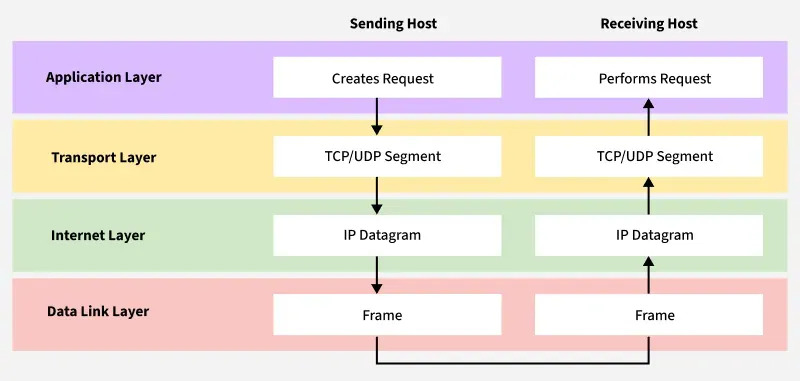 Sending Host
Receiving Host
Application Layer
Creates Request
Performs Request
Transport Layer
TCP/UDP Segment
TCP/UDP Segment
Internet Layer
IP Datagram
IP Datagram
Data Link Layer
Frame
Frame